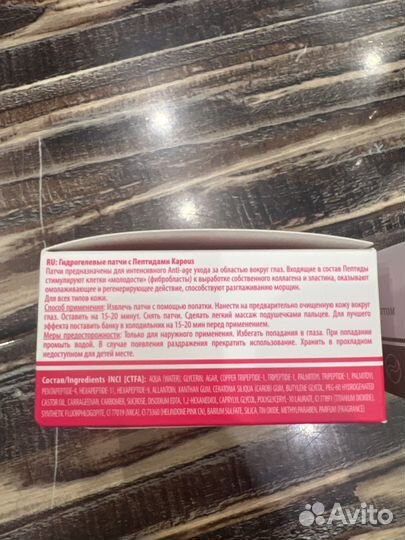 RU: Гидрогелевые патчи с Пептидами Kapous
Патчи предназначены для интенсивного Anti-age ухода за областью вокруг глаз. Входящие в состав Пептиды
стимулируют клетки «молодости» (фибробласты) к выработке собственного коллагена и эластина, оказывают
омолаживающее и регенерирующее действие, способствуют разглаживанию морщин.
Для всех типов кожи.
Способ применения: Извлечь патчи с помощью лопатки. Нанести на предварительно очищенную кожу вокруг
глаз. Оставить на 15-20 минут. Снять патчи. Сделать легкий массаж подушечками пальцев. Для лучшего
эффекта поставить банку в холодильник на 15-20 мин перед применением.
Меры предосторожности: Только для наружного применения. Избегать попадания в глаза. При попадании
промыть водой. В случае появления раздражения прекратить использование. Хранить в прохладном
недоступном для детей месте.
Состав/Ingredients INCI (CTFA): AQUA (WATER), GLYCERIN, AGAR, COPPER TRIPEPTIDE-1, TRIPEPTIDE-1, PALMITOYL
PENTAPEPTIDE-4, HEXAPEPTIDE-11, HEXAPEPTIDE-9, ALLANTOIN, XANTHAN GUM, CERATONIA SILIQUA (CAROB) GUM, BUTYLENE GLYCOL, PEG-60 HYDROGENATED
CASTOR OIL, CARRAGEENAN, CARBOMER, SUCROSE, DISODIUM EDTA, 1,2-HEXANEDIOL, CAPRYLYL GLYCOL, POLYGLYCERYL-10 LAURATE, CI 77891 (TITANIUM DIOXIDE),
SYNTHETIC FLUORPHLOGOPITE, CI 77019 (MICA), CI 73360 (HELINDONE PINK CN), BARIUM SULFATE, SILICA, TIN OXIDE, METHYLPARABEN, PARFUM (FRAGRANCE)
Avito